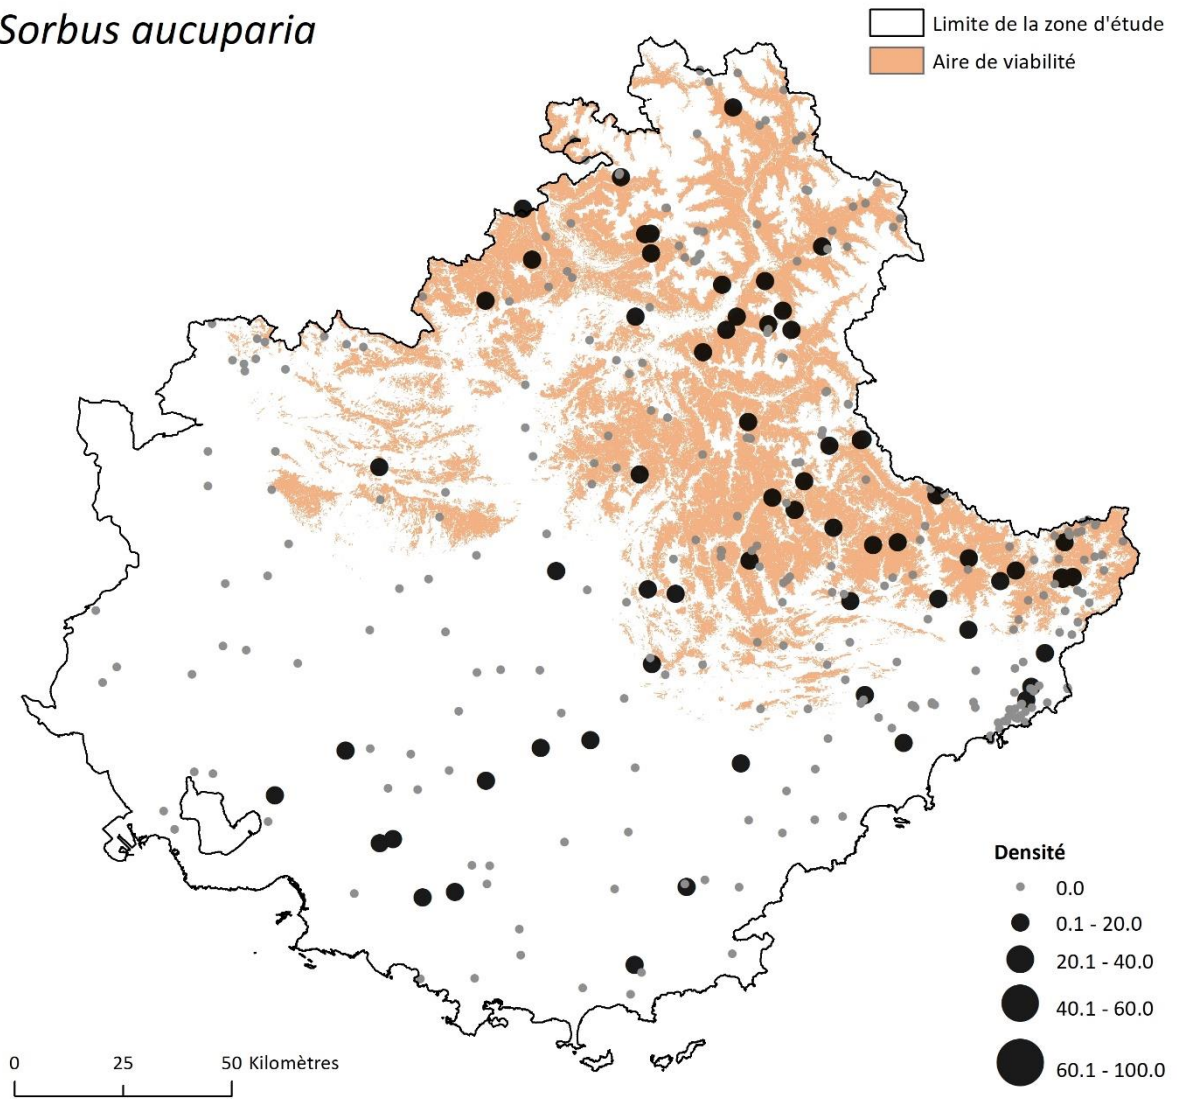 Sorbus aucuparia
Limite de la zone d'étude
Aire de viabilité
Densité
0.0
0.1 - 20.0
20.1 - 40.0
40.1 - 60.0
60.1 - 100.0
0 25 50 Kilomètres